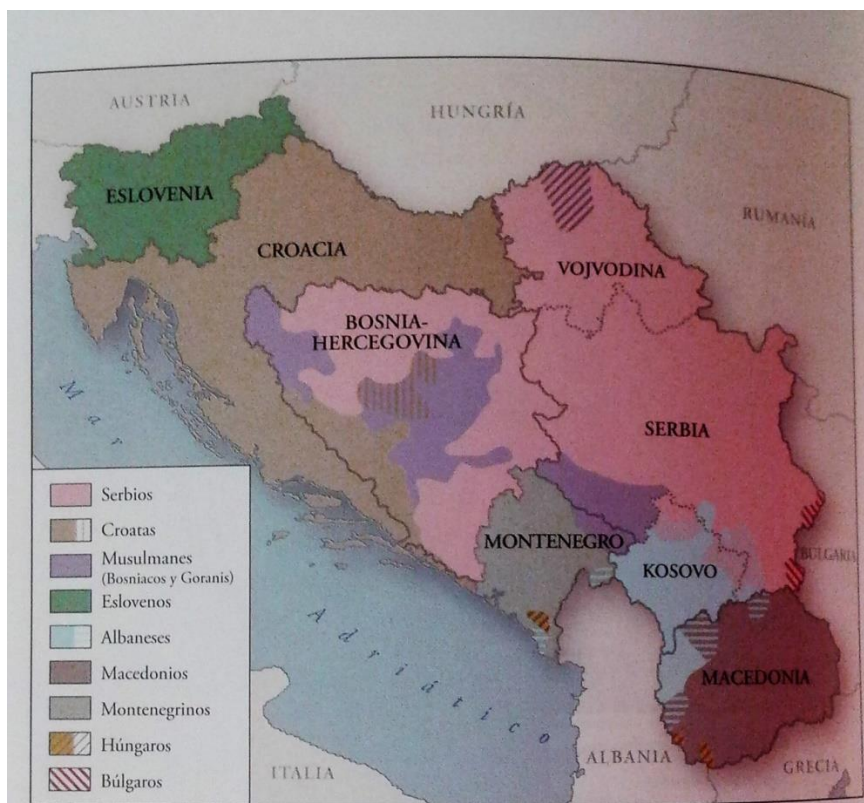 AUSTRIA
HUNGRÍA
ESLOVENIA
RUMANÍA
CROACIA
VOJVODINA
BOSNIA-
HERCEGOVINA
Mar
SERBIA
Serbios
Croatas
MONTENEGRO
Musulmanes
(Bosniacos y Goranis)
KOSOVO
BULGARIA
Eslovenos
Adriático
Albaneses
Macedonios
MACEDONIA
Montenegrinos
Húngaros
ALBANIA
ITALIA
GRECIA
Búlgaros